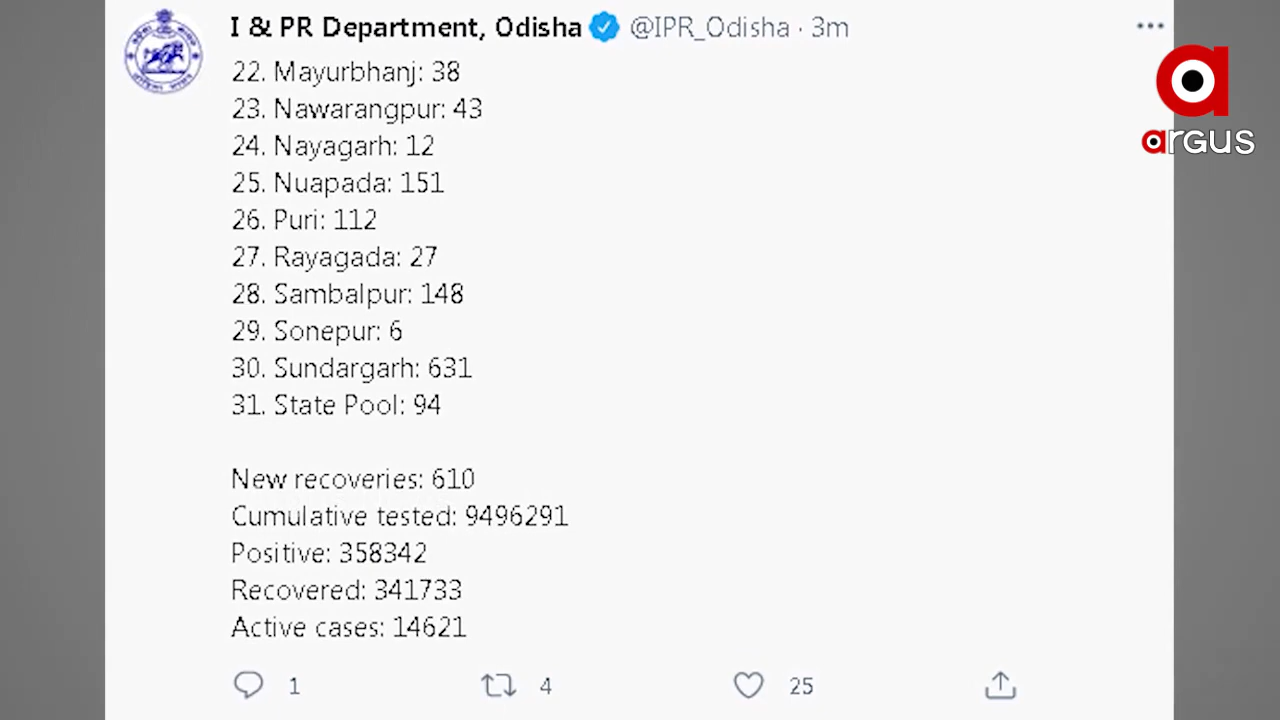 I & PR Department, Odisha @IPR_Odisha · 3m
22. Mayurbhanj: 38
23. Nawarangpur: 43
24. Nayagarh: 12
25. Nuapada: 151
26. Puri: 112
27. Rayagada: 27
28. Sambalpur: 148
29. Sonepur: 6
30. Sundargarh: 631
31. State Pool: 94
New recoveries: 610
Cumulative tested: 9496291
Positive: 358342
Recovered: 341733
Active cases: 14621
1 4 25
argus